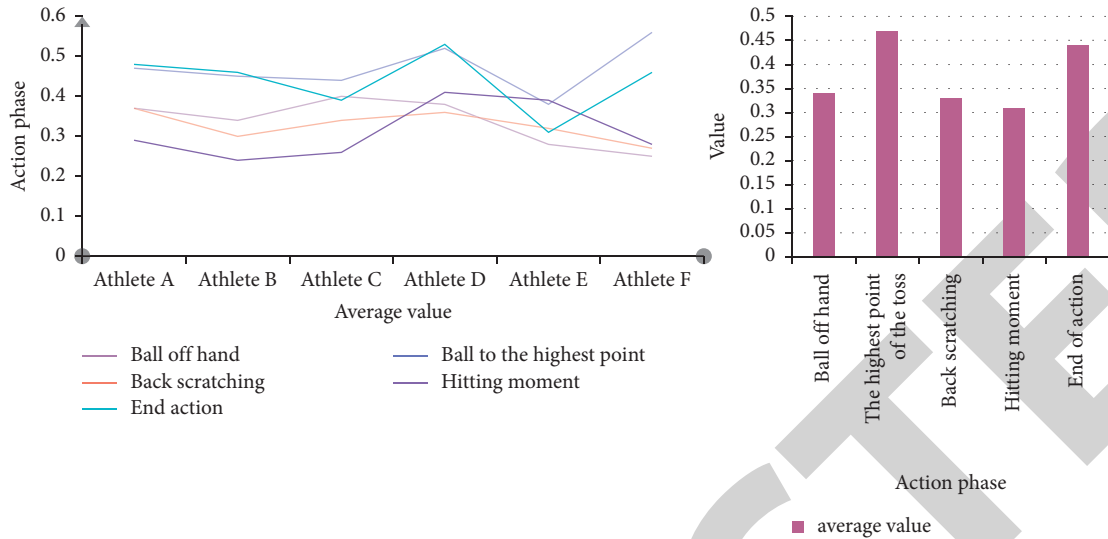 0.6
0.5
0.4
0.3
0.2
0.1
0
Action phase
Athlete A
Athlete B
Athlete C
Athlete D
Athlete E
Athlete F
Average value
Ball off hand
Back scratching
End action
Ball to the highest point
Hitting moment
0.5
0.45
0.4
0.35
0.3
0.25
0.2
0.15
0.1
0.05
0
Value
Ball off hand
The highest point
of the toss
Back scratching
Hitting moment
End of action
Action phase
average value